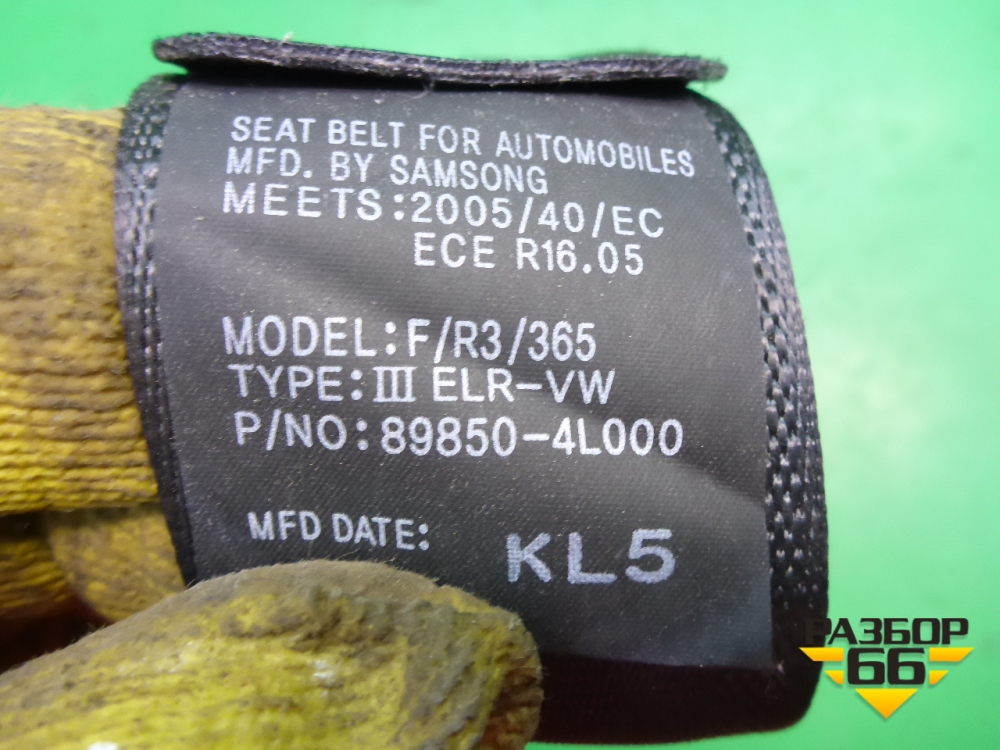 SEAT BELT FOR AUTOMOBILES
MFD. BY SAMSONG
MEETS:2005/40/EC
ECE R16.05
MODEL:F/R3/365
TYPE:III ELR-VW
P/NO:89850-4L000
MFD DATE: KL5
РАЗБОР
66